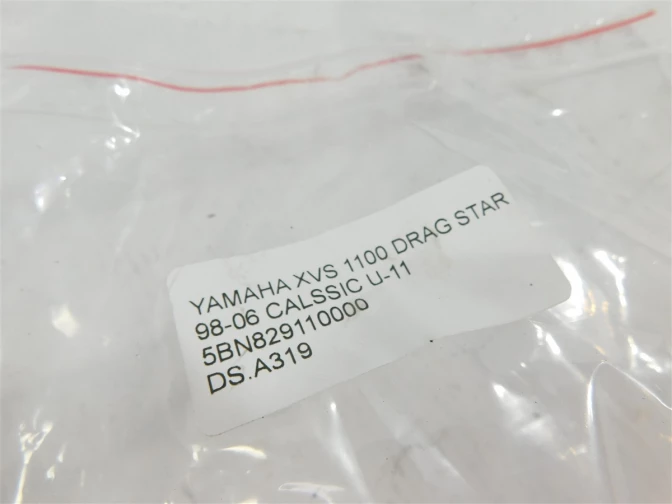 YAMAHA XVS 1100 DRAG STAR
98-06 CALSSIC U-11
5BN829110000
DS.A319